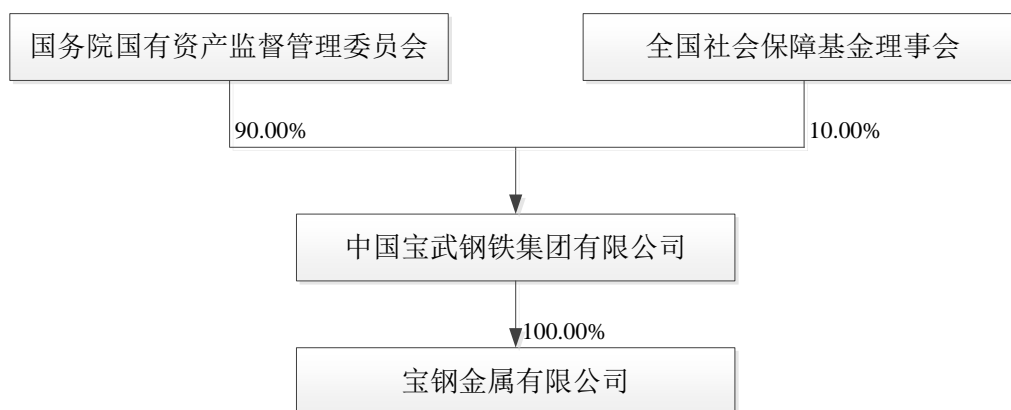 国务院国有资产监督管理委员会
全国社会保障基金理事会
90.00%
10.00%
中国宝武钢铁集团有限公司
100.00%
宝钢金属有限公司